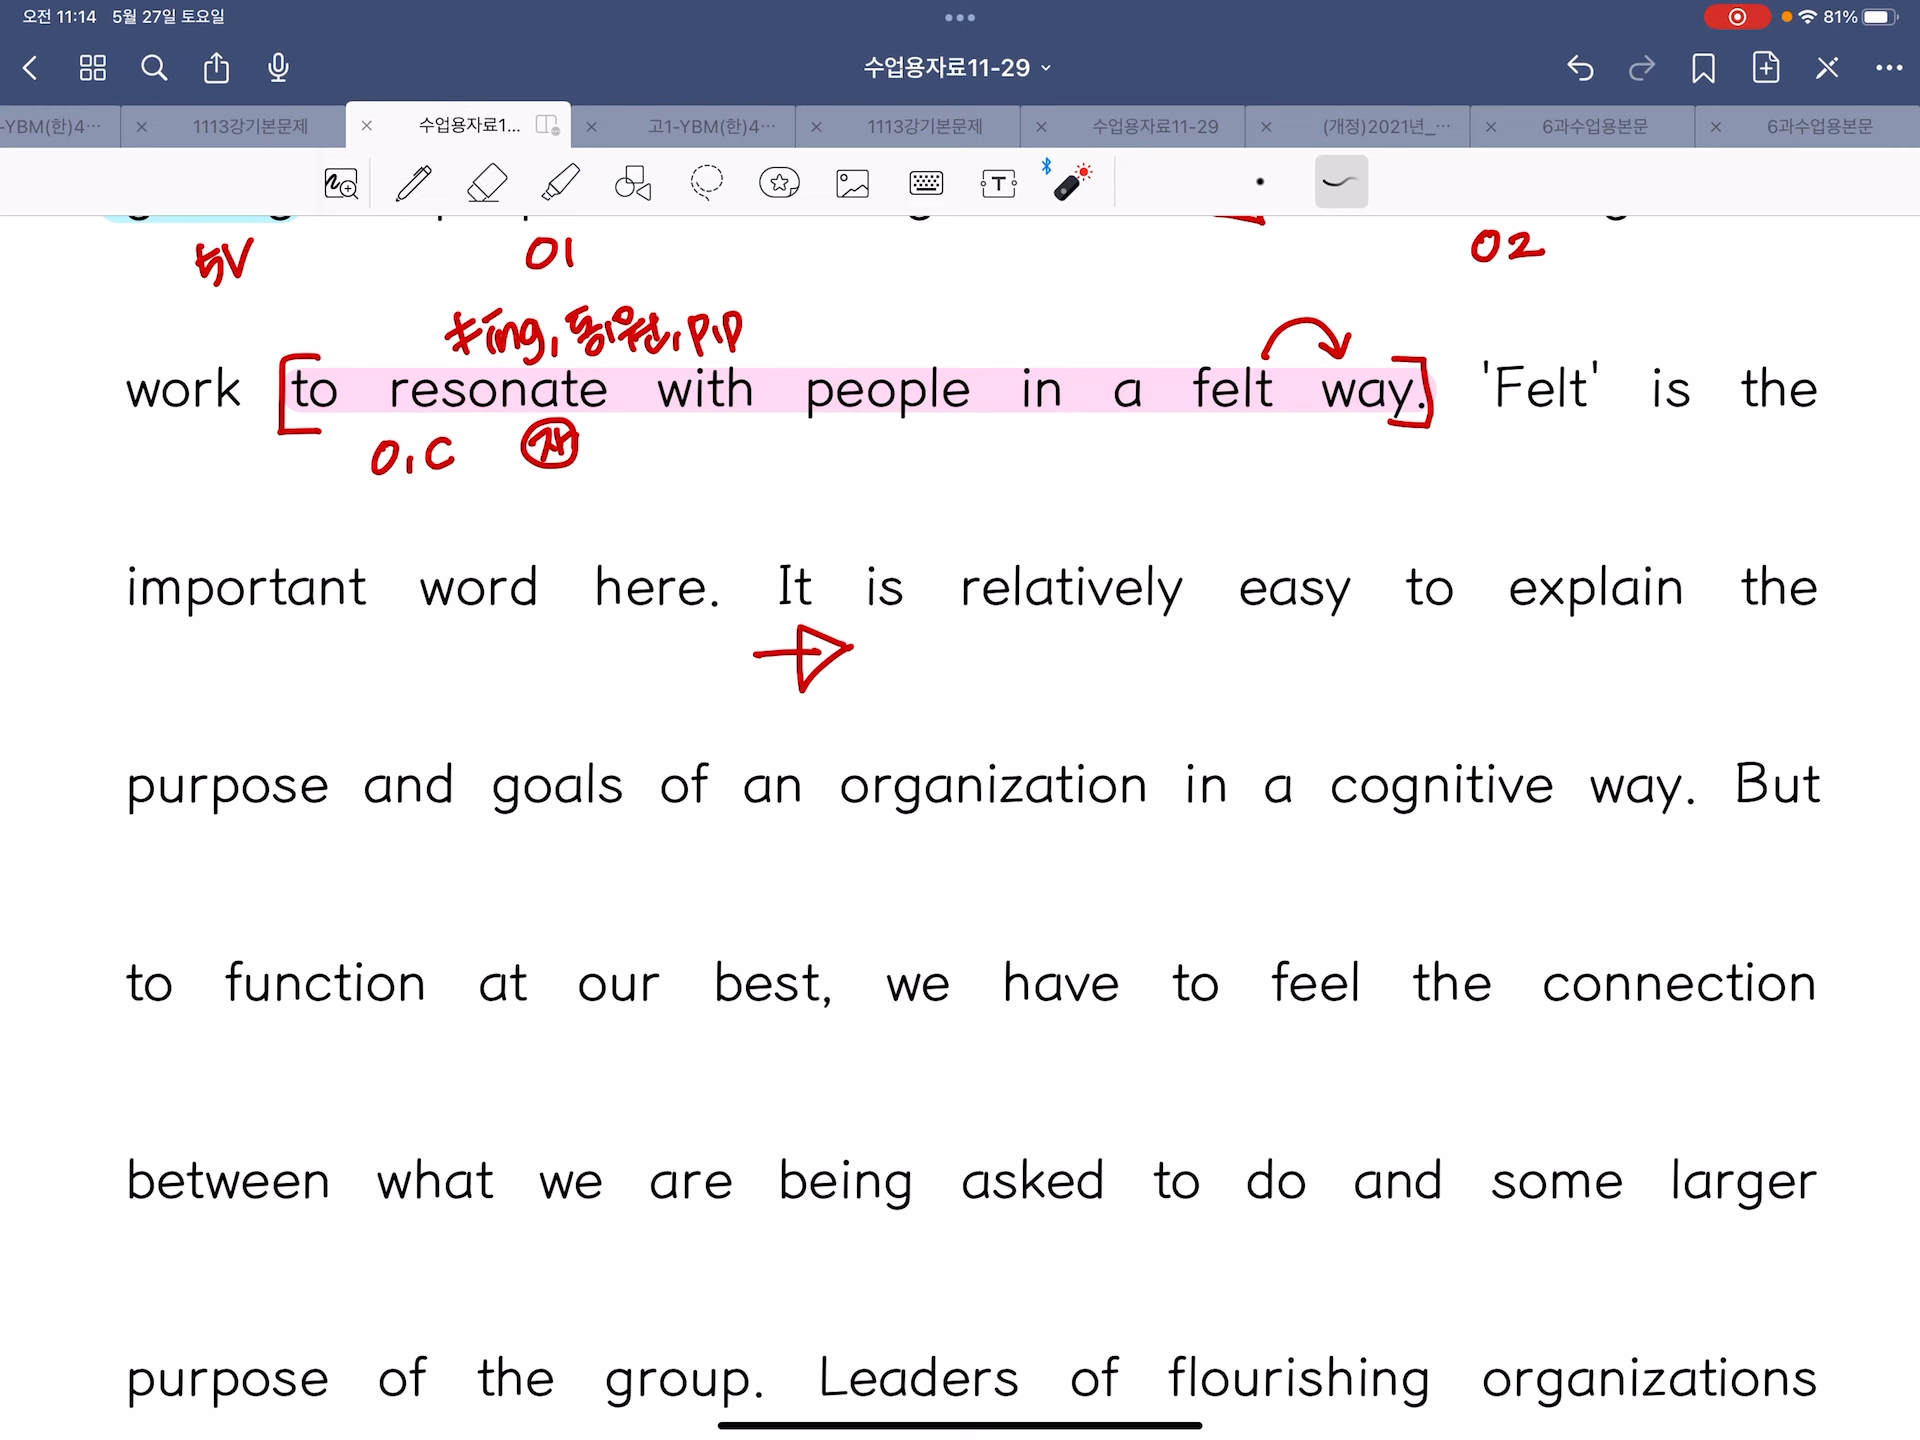 오전 11:14 5월 27일 토요일
81%
수업용자료11-29
-YBM(한)4…
1113강기본문제
수업용자료1...
고1-YBM(한)4…
1113강기본문제
수업용자료11-29
(개정)2021년_…
6과수업용본문
6과수업용본문
T
5V 01 02
≠ing, 동원, p.p
work [to resonate with people in a felt way.] 'Felt' is the
O.C 자
important word here. It is relatively easy to explain the
purpose and goals of an organization in a cognitive way. But
to function at our best, we have to feel the connection
between what we are being asked to do and some larger
purpose of the group. Leaders of flourishing organizations